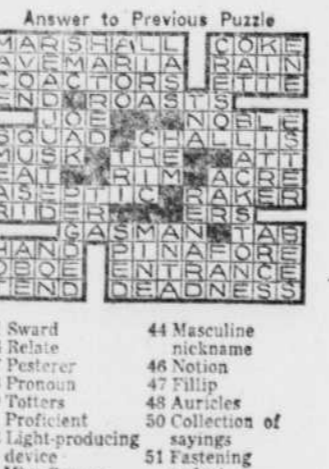 Answer to Previous Puzzle
MARSHALL COKE
AVEMARIA RAIN
COACTORS ETTE
END ROASTS
JOE NOBLE
SQUAD CHALLIS
MUSK THE ATI
EAT TRIM ACRE
ASEPTIC RAKER
RIDER ERS
GASMAN TAB
HAND PINAFORE
OBOE ENTRANCE
TEND DEADNESS
Sward
Relate
Pesterer
Pronoun
Totters
Proficient
Light-producing
device
44 Masculine
nickname
46 Notion
47 Fillip
48 Auricles
50 Collection of
sayings
51 Fastening